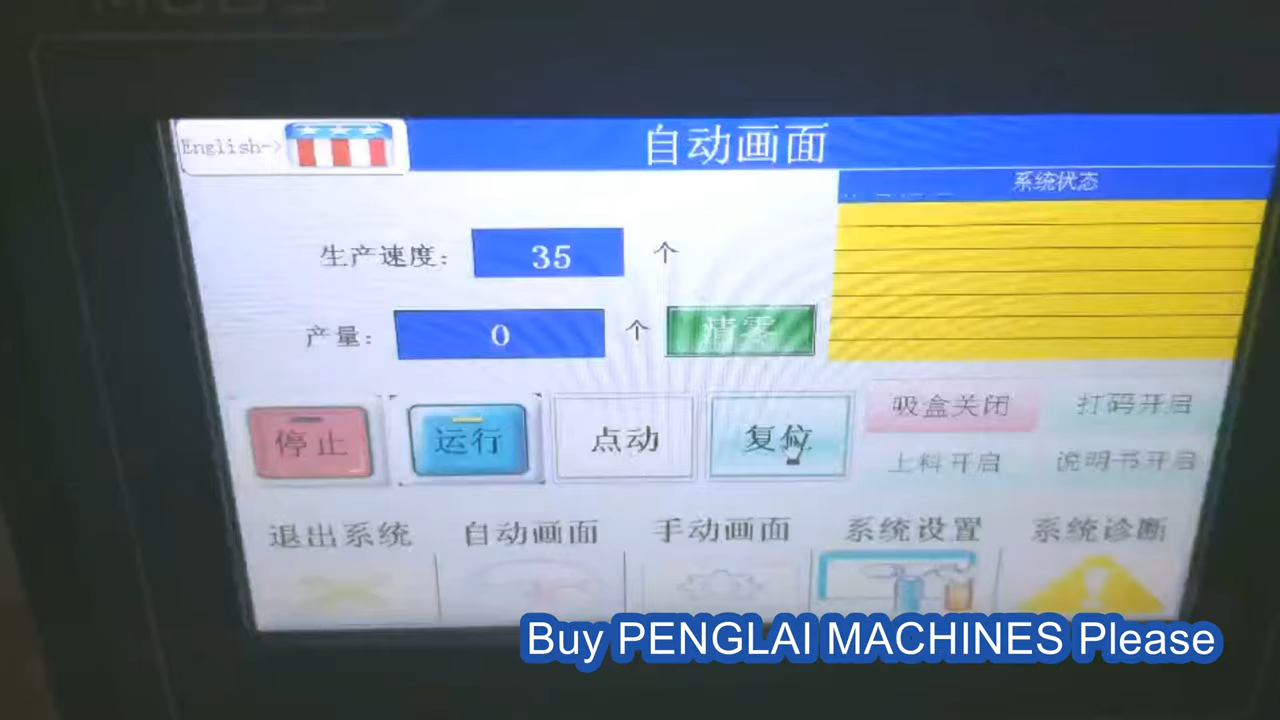 English->
自动画面
系统状态
生产速度: 35 个
产量: 0 个 清零
停止 运行 点动 复位
吸盒关闭 打码开启
上料开启 说明书开启
退出系统 自动画面 手动画面 系统设置 系统诊断
Buy PENGLAI MACHINES Please